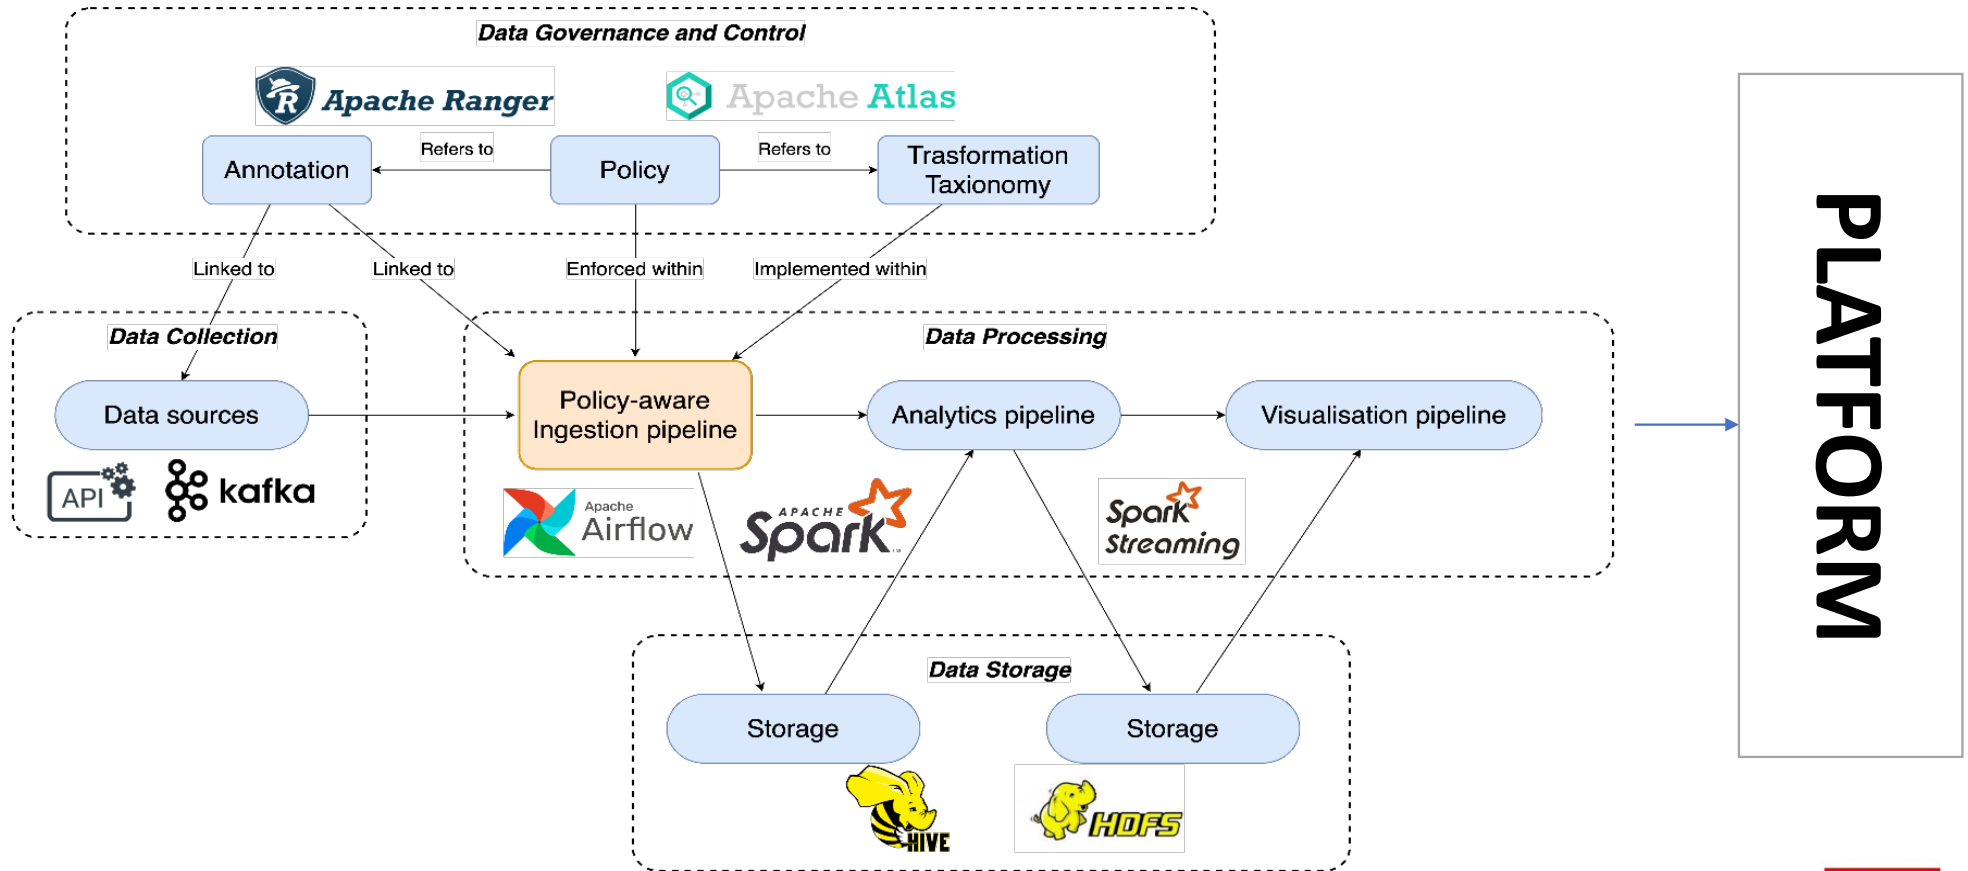 Data Governance and Control
Apache Ranger
Apache Atlas
Annotation
Refers to
Policy
Refers to
Trasformation
Taxionomy
Linked to
Linked to
Enforced within
Implemented within
Data Collection
Data sources
API
kafka
Data Processing
Policy-aware
Ingestion pipeline
Analytics pipeline
Visualisation pipeline
Apache
Airflow
APACHE
Spark
Spark
Streaming
Data Storage
Storage
Storage
HIVE
HDFS
PLATFORM